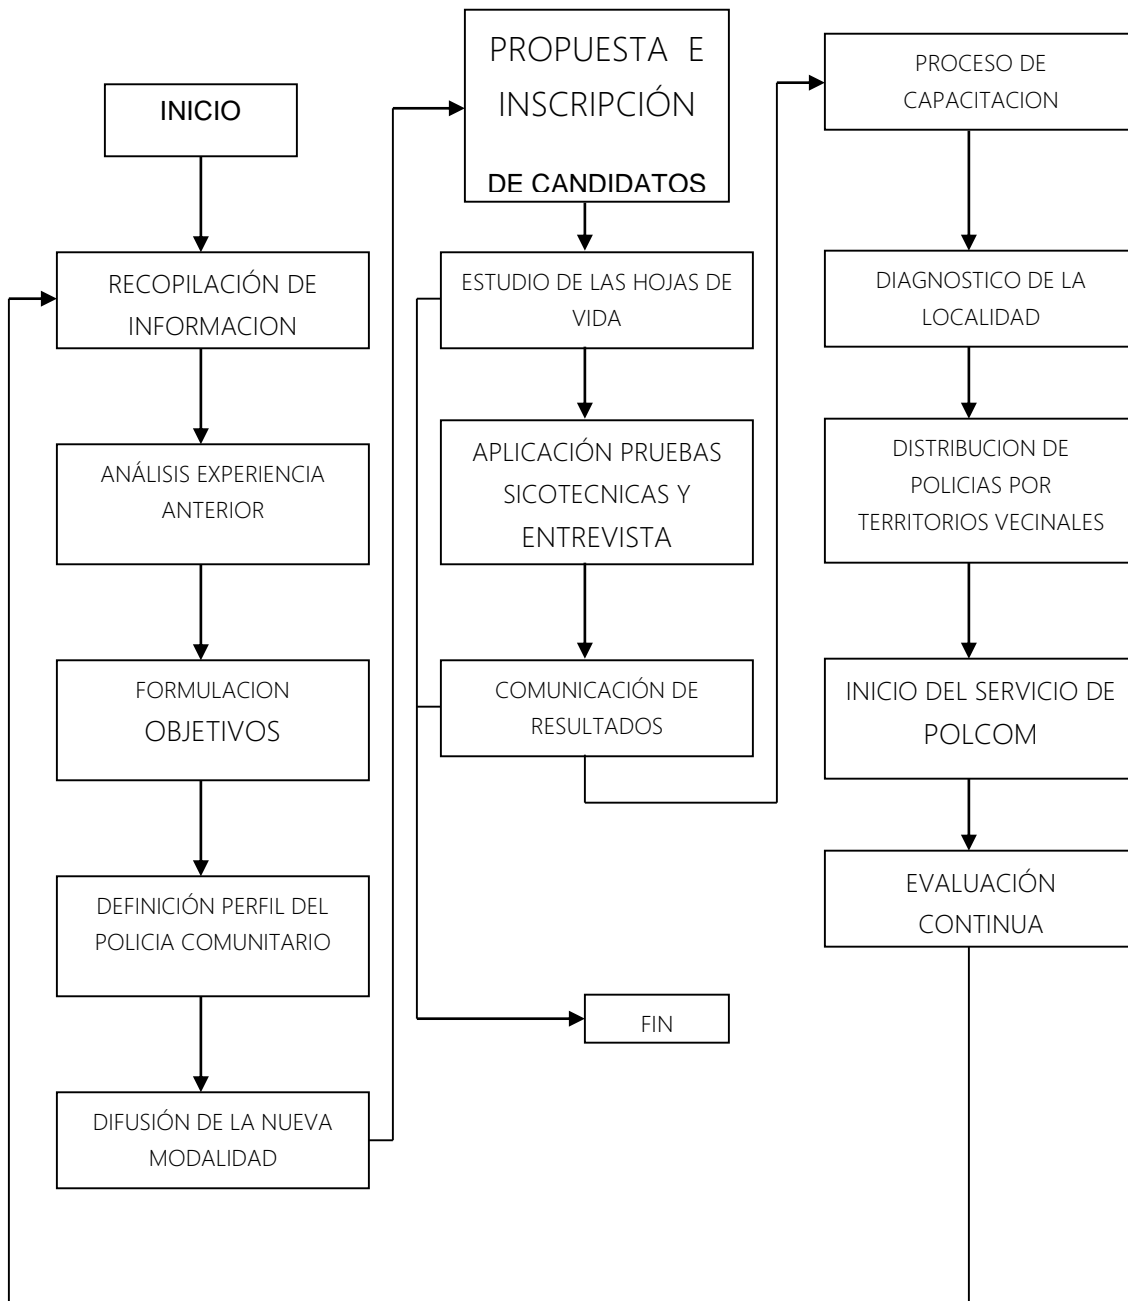 INICIO
RECOPILACIÓN DE
INFORMACION
ANÁLISIS EXPERIENCIA
ANTERIOR
FORMULACION
OBJETIVOS
DEFINICIÓN PERFIL DEL
POLICIA COMUNITARIO
DIFUSIÓN DE LA NUEVA
MODALIDAD
PROPUESTA E
INSCRIPCIÓN
DE CANDIDATOS
ESTUDIO DE LAS HOJAS DE
VIDA
APLICACIÓN PRUEBAS
SICOTECNICAS Y
ENTREVISTA
COMUNICACIÓN DE
RESULTADOS
FIN
PROCESO DE
CAPACITACION
DIAGNOSTICO DE LA
LOCALIDAD
DISTRIBUCION DE
POLICIAS POR
TERRITORIOS VECINALES
INICIO DEL SERVICIO DE
POLCOM
EVALUACIÓN
CONTINUA